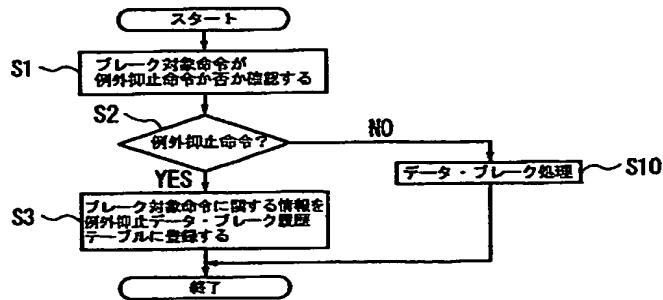 スタート
S1
ブレーク対象命令が
例外抑止命令か否か確認する
S2
例外抑止命令？
NO
YES
データ・ブレーク処理
S10
S3
ブレーク対象命令に関する情報を
例外抑止データ・ブレーク履歴
テーブルに登録する
終了